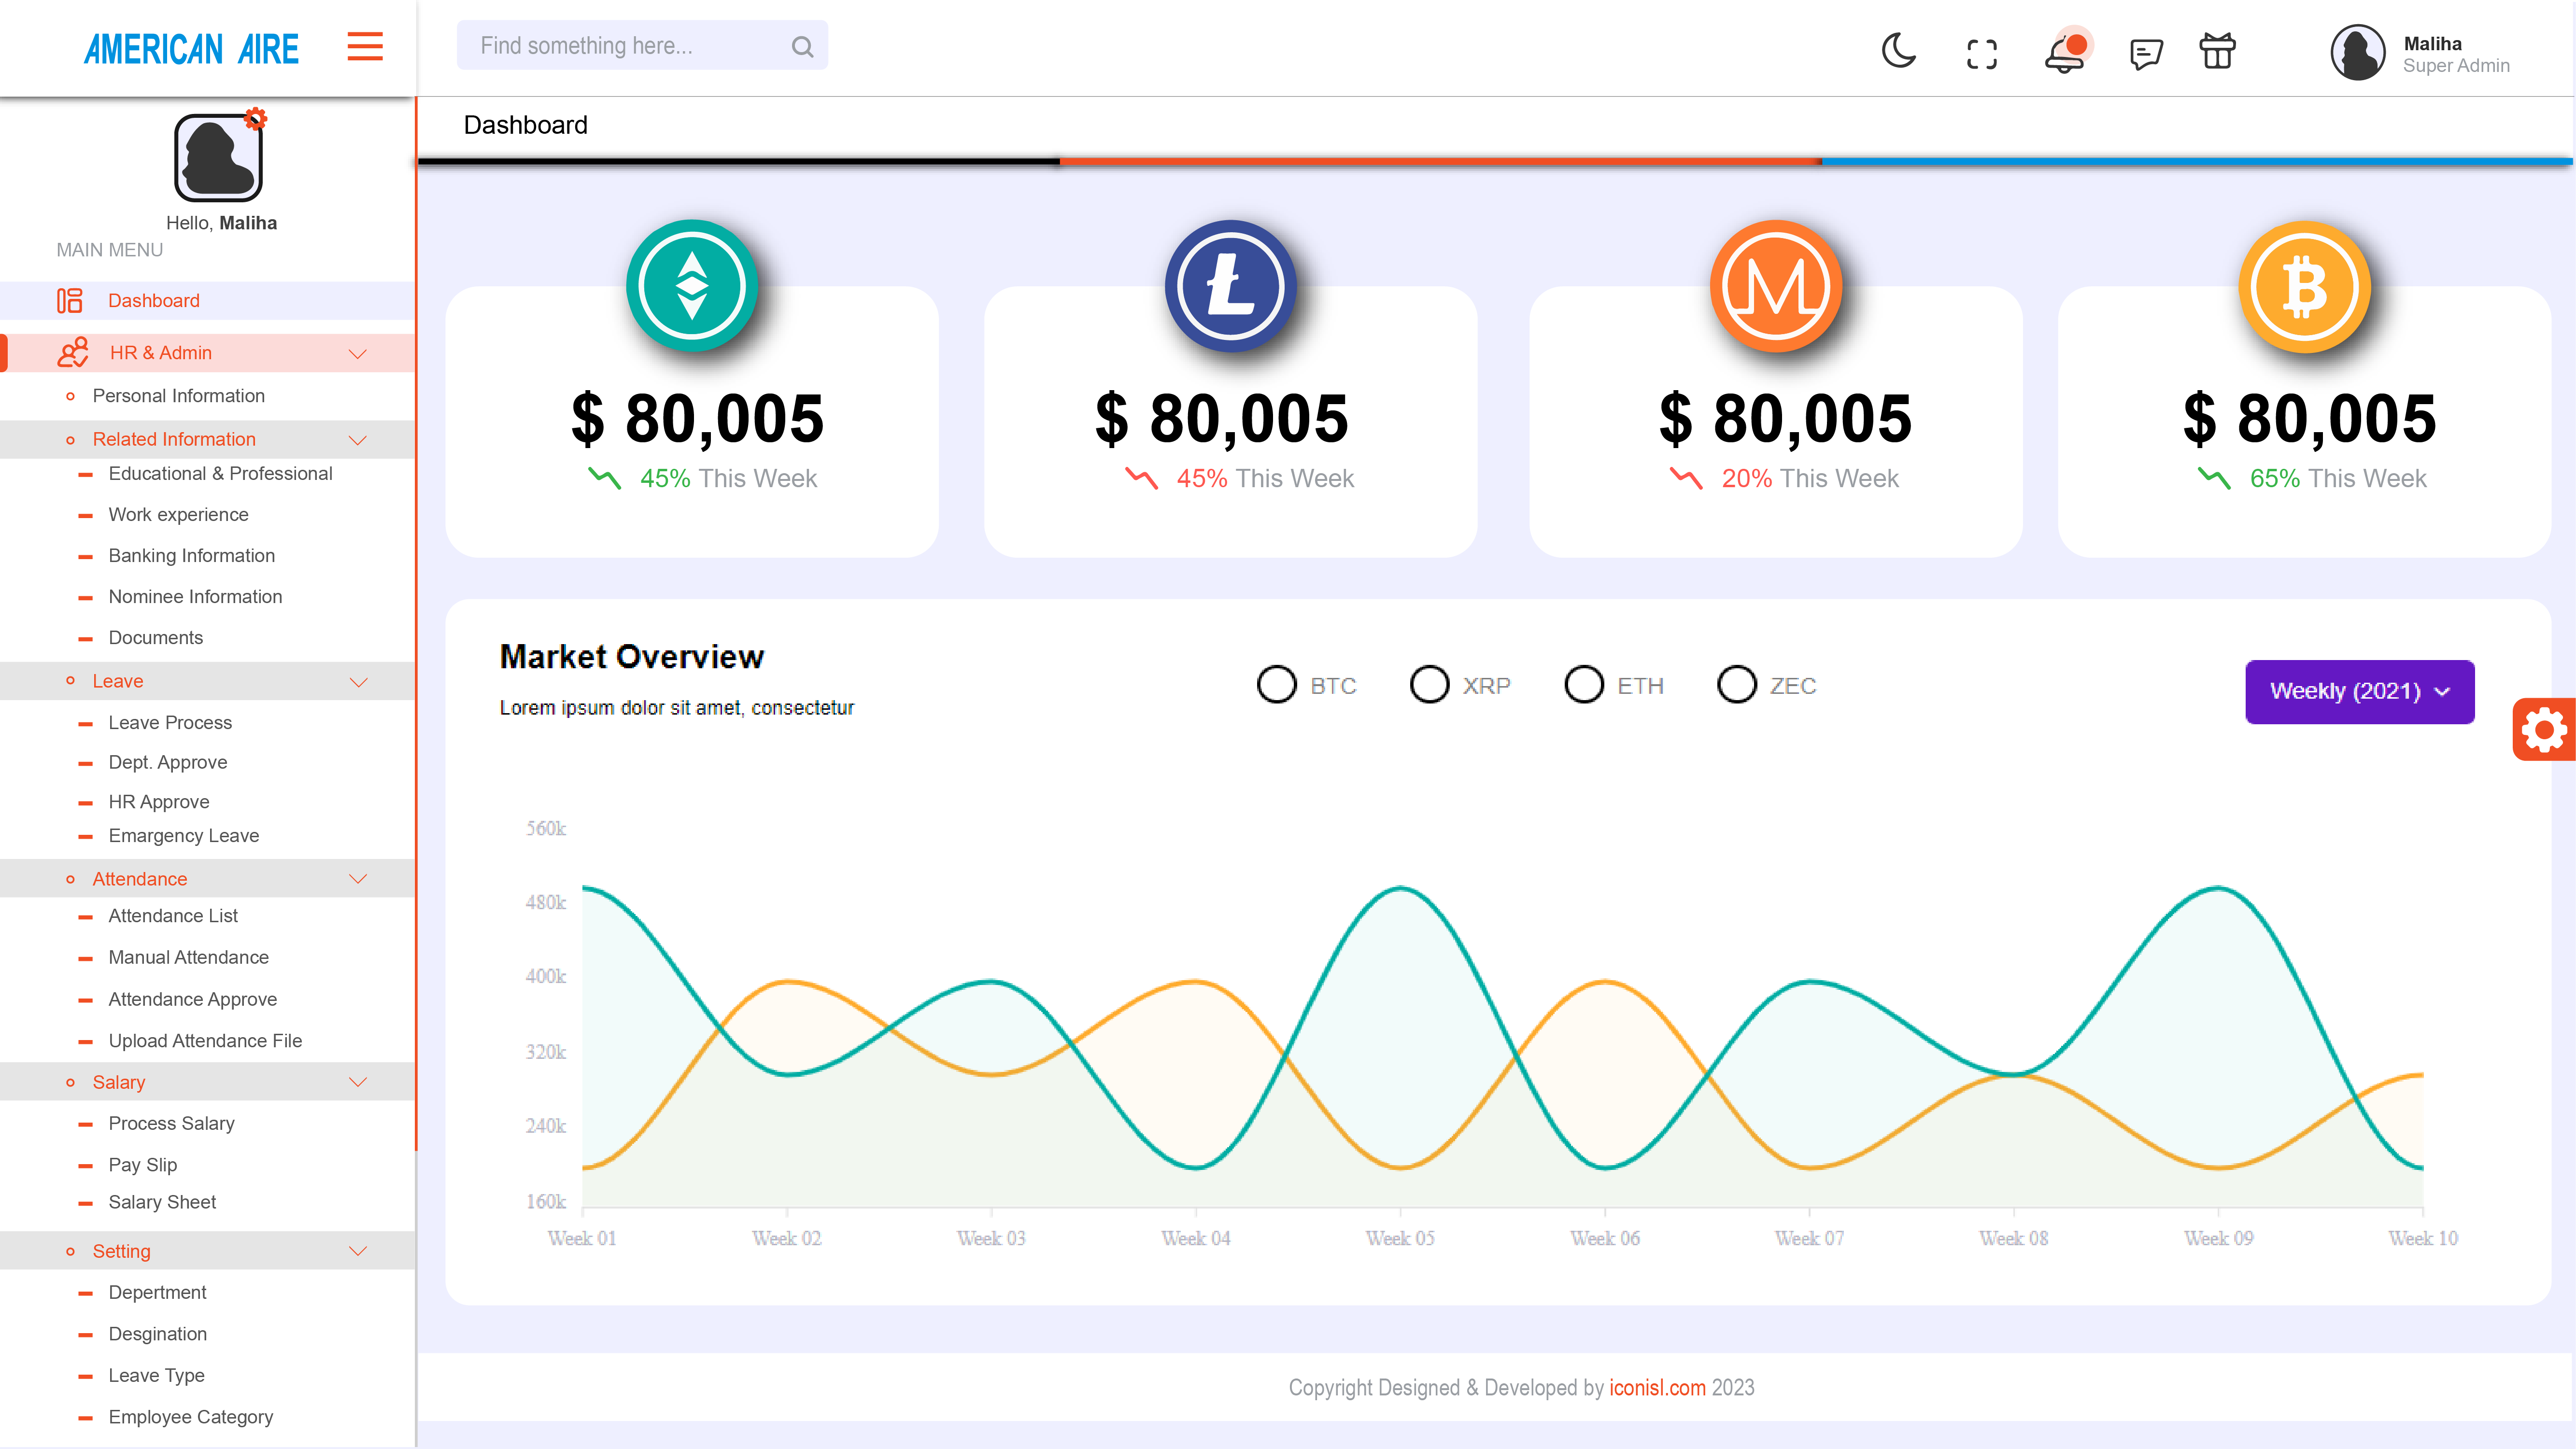 AMERICAN AIRE
Find something here...
Maliha
Super Admin
Dashboard
Hello, Maliha
MAIN MENU
Dashboard
HR & Admin
Personal Information
Related Information
Educational & Professional
Work experience
Banking Information
Nominee Information
Documents
Leave
Leave Process
Dept. Approve
HR Approve
Emargency Leave
Attendance
Attendance List
Manual Attendance
Attendance Approve
Upload Attendance File
Salary
Process Salary
Pay Slip
Salary Sheet
Setting
Depertment
Desgination
Leave Type
Employee Category
$ 80,005
45% This Week
$ 80,005
45% This Week
$ 80,005
20% This Week
$ 80,005
65% This Week
Market Overview
Lorem ipsum dolor sit amet, consectetur
BTC
XRP
ETH
ZEC
Weekly (2021)
560k
480k
400k
320k
240k
160k
Week 01
Week 02
Week 03
Week 04
Week 05
Week 06
Week 07
Week 08
Week 09
Week 10
Copyright Designed & Developed by iconisl.com 2023